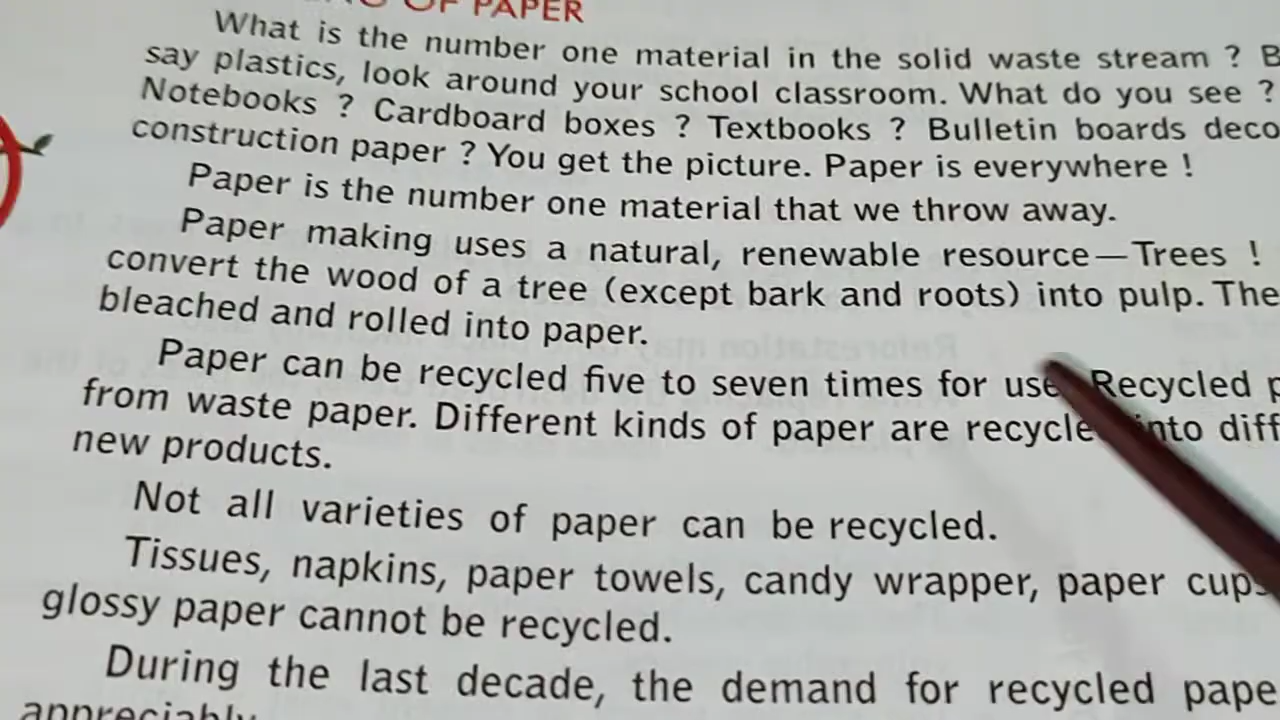 OF PAPER
What is the number one material in the solid waste stream ?
say plastics, look around your school classroom. What do you see ?
Notebooks ? Cardboard boxes ? Textbooks ? Bulletin boards
construction paper ? You get the picture. Paper is everywhere !
Paper is the number one material that we throw away.
Paper making uses a natural, renewable resource—Trees !
convert the wood of a tree (except bark and roots) into pulp. The
bleached and rolled into paper.
Paper can be recycled five to seven times for use. Recycled
from waste paper. Different kinds of paper are recycled into
new products.
Not all varieties of paper can be recycled.
Tissues, napkins, paper towels, candy wrapper, paper cups
glossy paper cannot be recycled.
During the last decade, the demand for recycled
appreciably